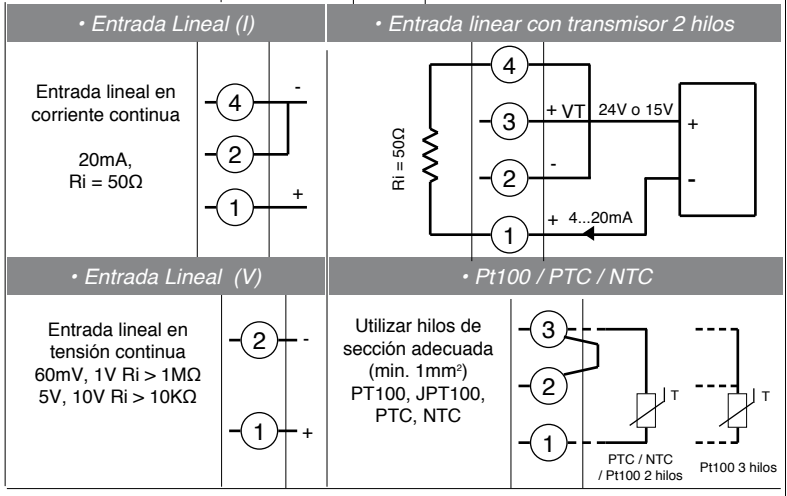 • Entrada Lineal (I)
Entrada lineal en
corriente continua
20mA,
Ri = 50Ω
4
-
2
1
+
• Entrada linear con transmisor 2 hilos
4
3
+ VT
24V o 15V
+
Ri = 50Ω
2
-
-
1
+
4...20mA
• Entrada Lineal (V)
Entrada lineal en
tensión continua
60mV, 1V Ri > 1MΩ
5V, 10V Ri > 10KΩ
2
-
1
+
• Pt100 / PTC / NTC
Utilizar hilos de
sección adecuada
(min. 1mm²)
PT100, JPT100,
PTC, NTC
3
2
1
T
T
PTC / NTC
/ Pt100 2 hilos
Pt100 3 hilos